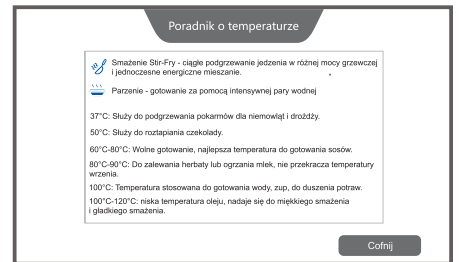 Poradnik o temperaturze
Smażenie Stir-Fry - ciągłe podgrzewanie jedzenia w różnej mocy grzewczej
i jednoczesne energiczne mieszanie.
Parzenie - gotowanie za pomocą intensywnej pary wodnej
37°C: Służy do podgrzewania pokarmów dla niemowląt i drożdży.
50°C: Służy do roztapiania czekolady.
60°C-80°C: Wolne gotowanie, najlepsza temperatura do gotowania sosów.
80°C-90°C: Do zalewania herbaty lub ogrzania mlek, nie przekracza temperatury
wrzenia.
100°C: Temperatura stosowana do gotowania wody, zup, do duszenia potraw.
100°C-120°C: niska temperatura oleju, nadaje się do miękkiego smażenia
i gładkiego smażenia.
Cofnij